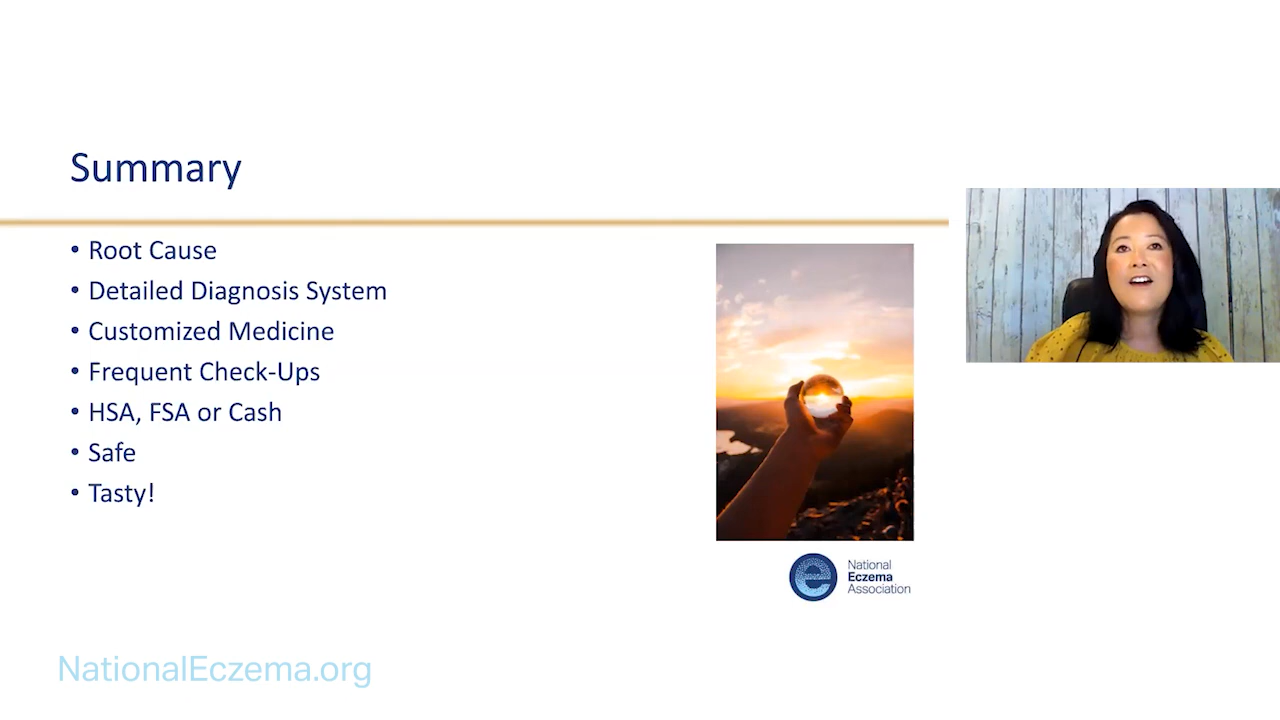 Summary
• Root Cause
• Detailed Diagnosis System
• Customized Medicine
• Frequent Check-Ups
• HSA, FSA or Cash
• Safe
• Tasty!
National
Eczema
Association
NationalEczema.org